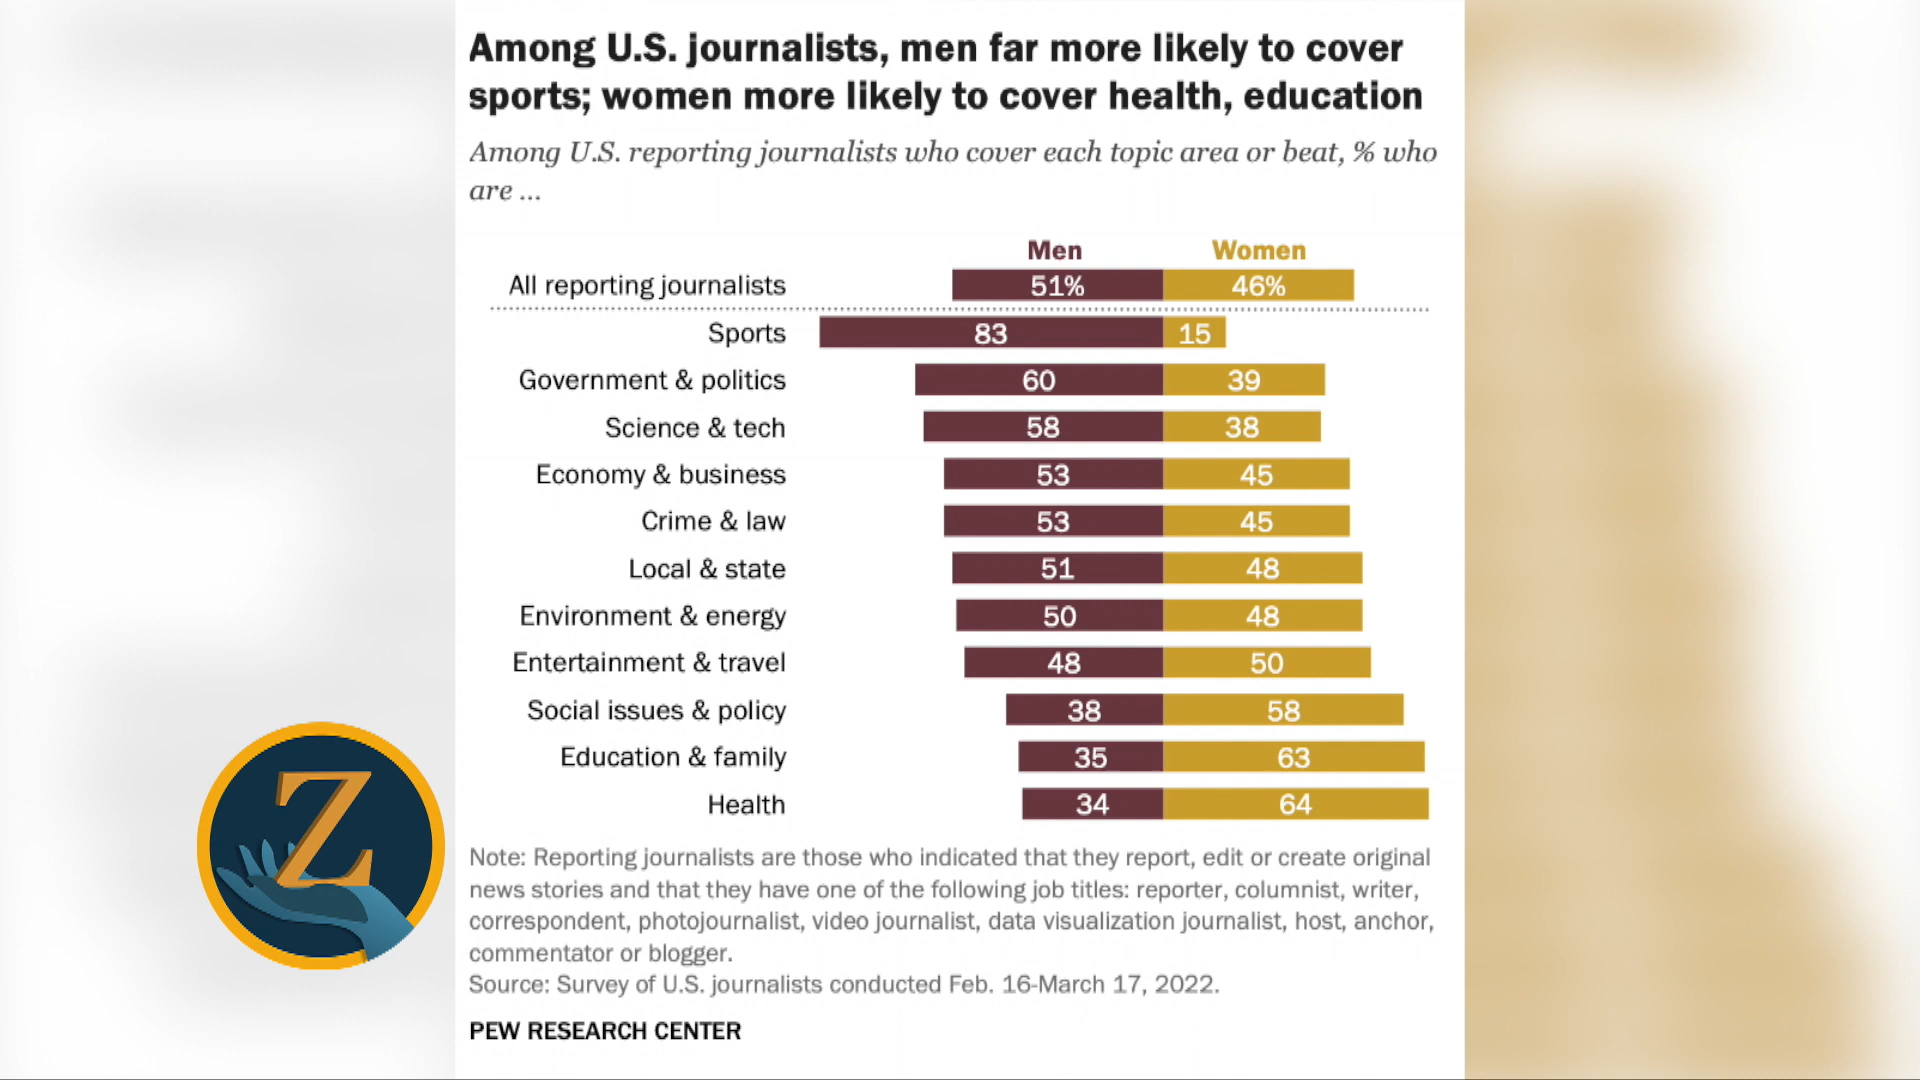 Among U.S. journalists, men far more likely to cover
sports; women more likely to cover health, education
Among U.S. reporting journalists who cover each topic area or beat, % who
are ...
Men Women
All reporting journalists 51% 46%
Sports 83 15
Government & politics 60 39
Science & tech 58 38
Economy & business 53 45
Crime & law 53 45
Local & state 51 48
Environment & energy 50 48
Entertainment & travel 48 50
Social issues & policy 38 58
Education & family 35 63
Health 34 64
Z
Note: Reporting journalists are those who indicated that they report, edit or create original
news stories and that they have one of the following job titles: reporter, columnist, writer,
correspondent, photojournalist, video journalist, data visualization journalist, host, anchor,
commentator or blogger.
Source: Survey of U.S. journalists conducted Feb. 16-March 17, 2022.
PEW RESEARCH CENTER